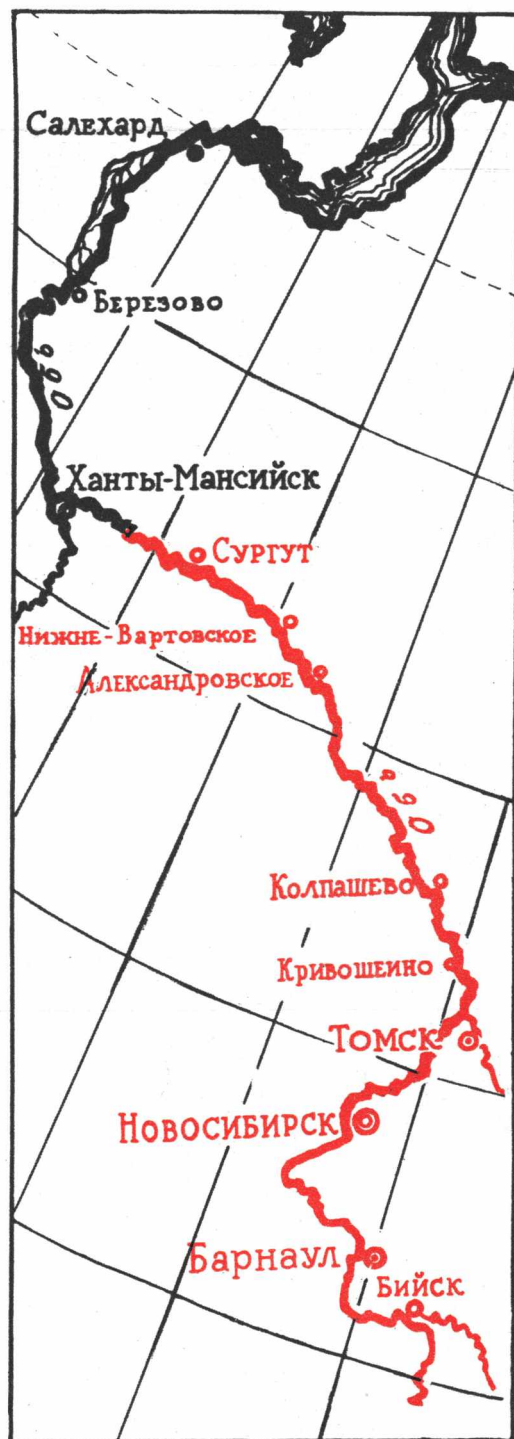 Салехард
Березово
Обь
Ханты-Мансийск
Сургут
Нижне-Вартовское
Александровское
Обь
Колпашево
Кривошеино
Томск
Новосибирск
Барнаул
Бийск